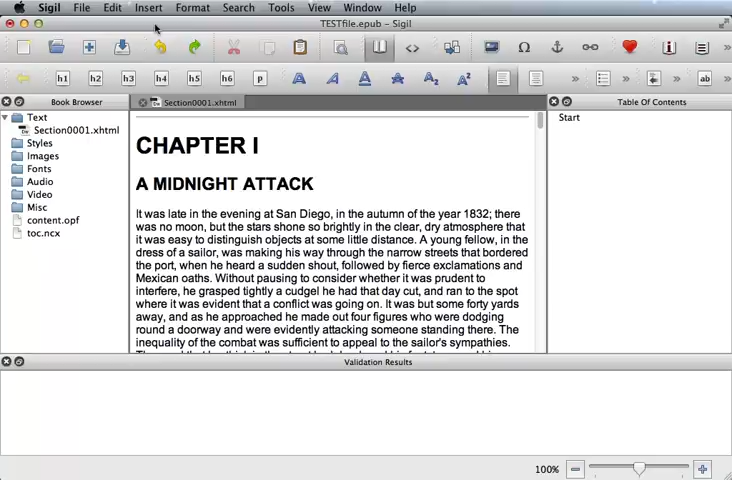 Sigil File Edit Insert Format Search Tools View Window Help
TESTfile.epub - Sigil
h1 h2 h3 h4 h5 h6 p A A A A A2 A2 ab
Book Browser
Section0001.xhtml
Table Of Contents
Text
Section0001.xhtml
Styles
Images
Fonts
Audio
Video
Misc
content.opf
toc.ncx
CHAPTER I
A MIDNIGHT ATTACK
It was late in the evening at San Diego, in the autumn of the year 1832; there
was no moon, but the stars shone so brightly in the clear, dry atmosphere that
it was easy to distinguish objects at some little distance. A young fellow, in the
dress of a sailor, was making his way through the narrow streets that bordered
the port, when he heard a sudden shout, followed by fierce exclamations and
Mexican oaths. Without pausing to consider whether it was prudent to
interfere, he grasped tightly a cudgel he had that day cut, and ran to the spot
where it was evident that a conflict was going on. It was but some forty yards
away, and as he approached he made out four figures who were dodging
round a doorway and were evidently attacking someone standing there. The
inequality of the combat was sufficient to appeal to the sailor's sympathies.
Start
Validation Results
100%